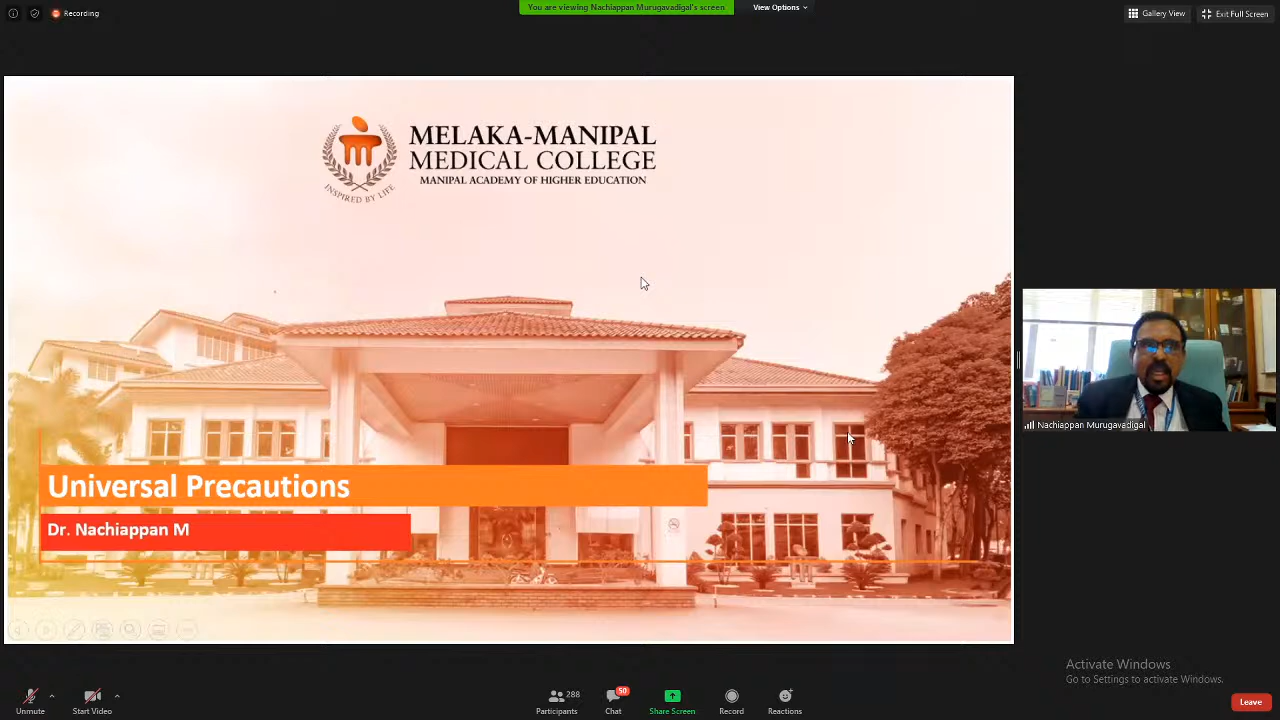 Recording
You are viewing Nachiappan Murugavadigal's screen
View Options
Gallery View
Exit Full Screen
MELAKA-MANIPAL
MEDICAL COLLEGE
MANIPAL ACADEMY OF HIGHER EDUCATION
INSPIRED BY LIFE
Universal Precautions
Dr. Nachiappan M
Nachiappan Murugavadigal
Activate Windows
Go to Settings to activate Windows.
Unmute
Start Video
288
Participants
50
Chat
Share Screen
Record
Reactions
Leave